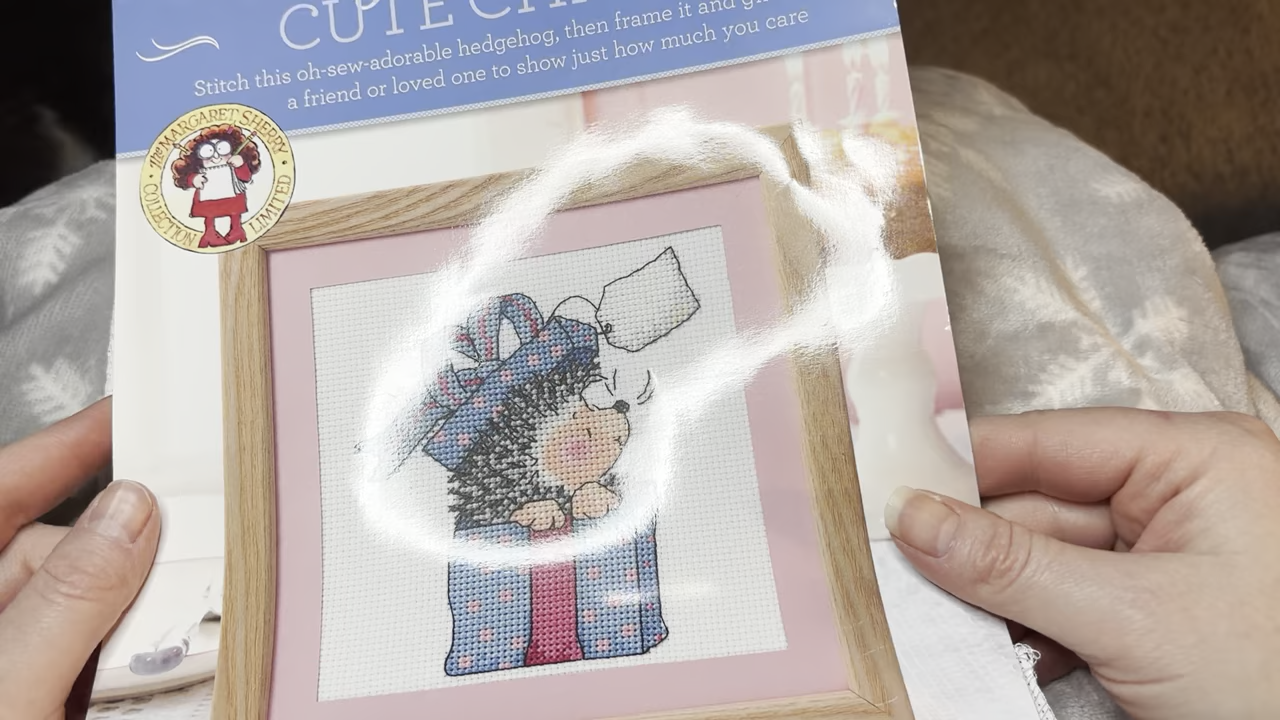 CUTE
Stitch this oh-sew-adorable hedgehog, then frame it and
a friend or loved one to show just how much you care
the MARGARET SHERRY
COLLECTION
LIMITED